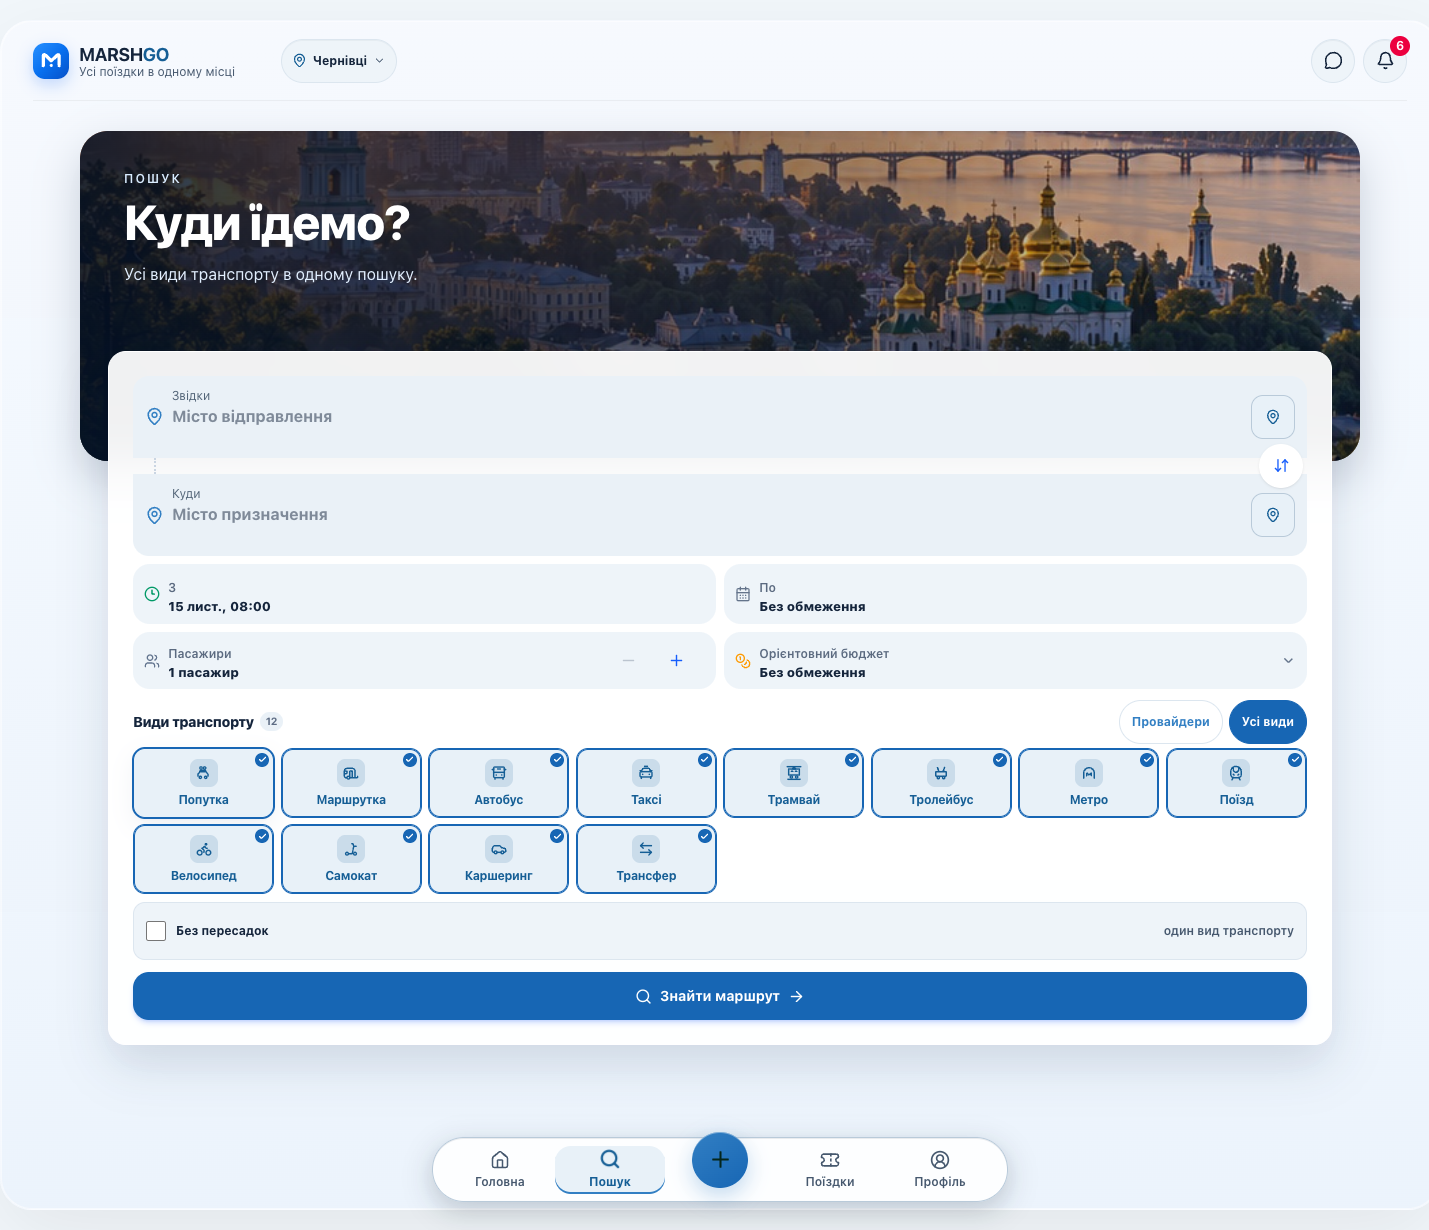 MARSHGO
Усі поїздки в одному місці
Чернівці
6
ПОШУК
Куди їдемо?
Усі види транспорту в одному пошуку.
Звідки
Місто відправлення
Куди
Місто призначення
З
15 лист., 08:00
По
Без обмеження
Пасажири
1 пасажир
Орієнтовний бюджет
Без обмеження
Види транспорту 12
Провайдери
Усі види
Попутка
Маршрутка
Автобус
Таксі
Трамвай
Тролейбус
Метро
Поїзд
Велосипед
Самокат
Каршеринг
Трансфер
Без пересадок
один вид транспорту
Знайти маршрут
Головна
Пошук
Поїздки
Профіль